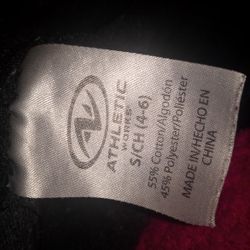 ATHLETIC
WORKS
S/CH (4-6)
55% Cotton/Algodón
45% Polyester/Poliéster
MADE IN/HECHO EN
CHINA